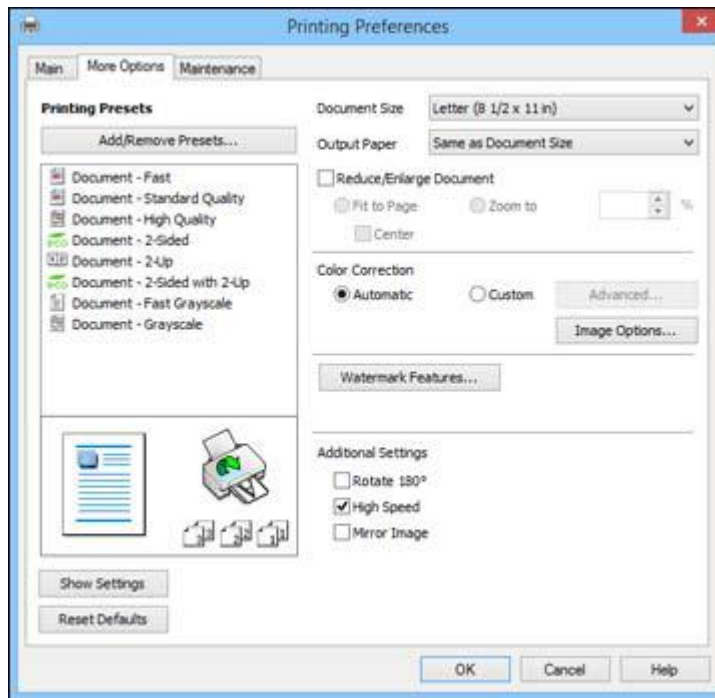 Printing Preferences
Main More Options Maintenance
Printing Presets
Add/Remove Presets...
Document - Fast
Document - Standard Quality
Document - High Quality
Document - 2-Sided
Document - 2-Up
Document - 2-Sided with 2-Up
Document - Fast Grayscale
Document - Grayscale
Show Settings
Reset Defaults
Document Size Letter (8 1/2 x 11 in)
Output Paper Same as Document Size
Reduce/Enlarge Document
Fit to Page Zoom to %
Center
Color Correction
Automatic Custom Advanced...
Image Options...
Watermark Features...
Additional Settings
Rotate 180°
High Speed
Mirror Image
OK Cancel Help